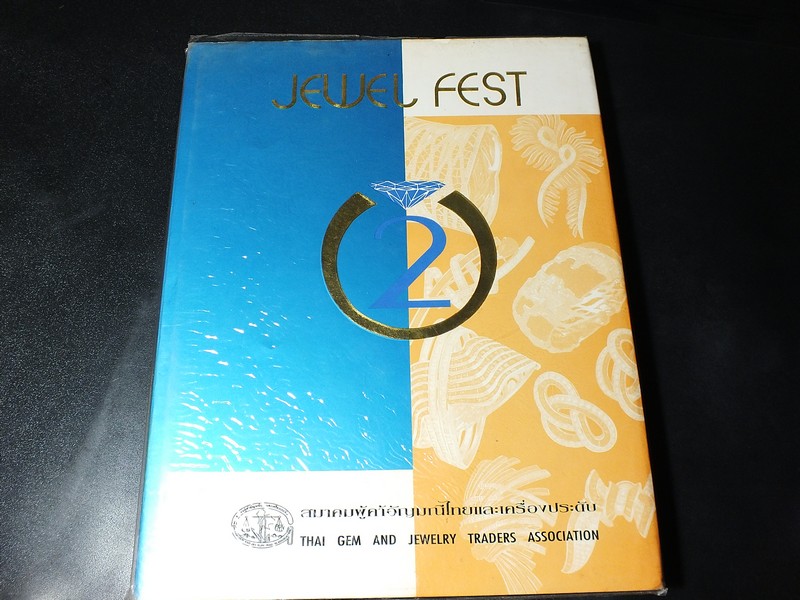 JEWEL FEST
2
สมาคมผู้ค้าอัญมณีไทยและเครื่องประดับ
THAI GEM AND JEWELRY TRADERS ASSOCIATION